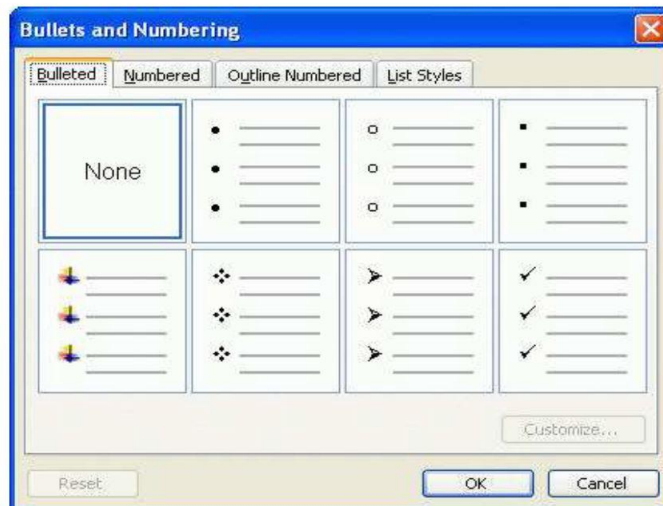 Bullets and Numbering
Bulleted Numbered Outline Numbered List Styles
None
Customize...
Reset OK Cancel